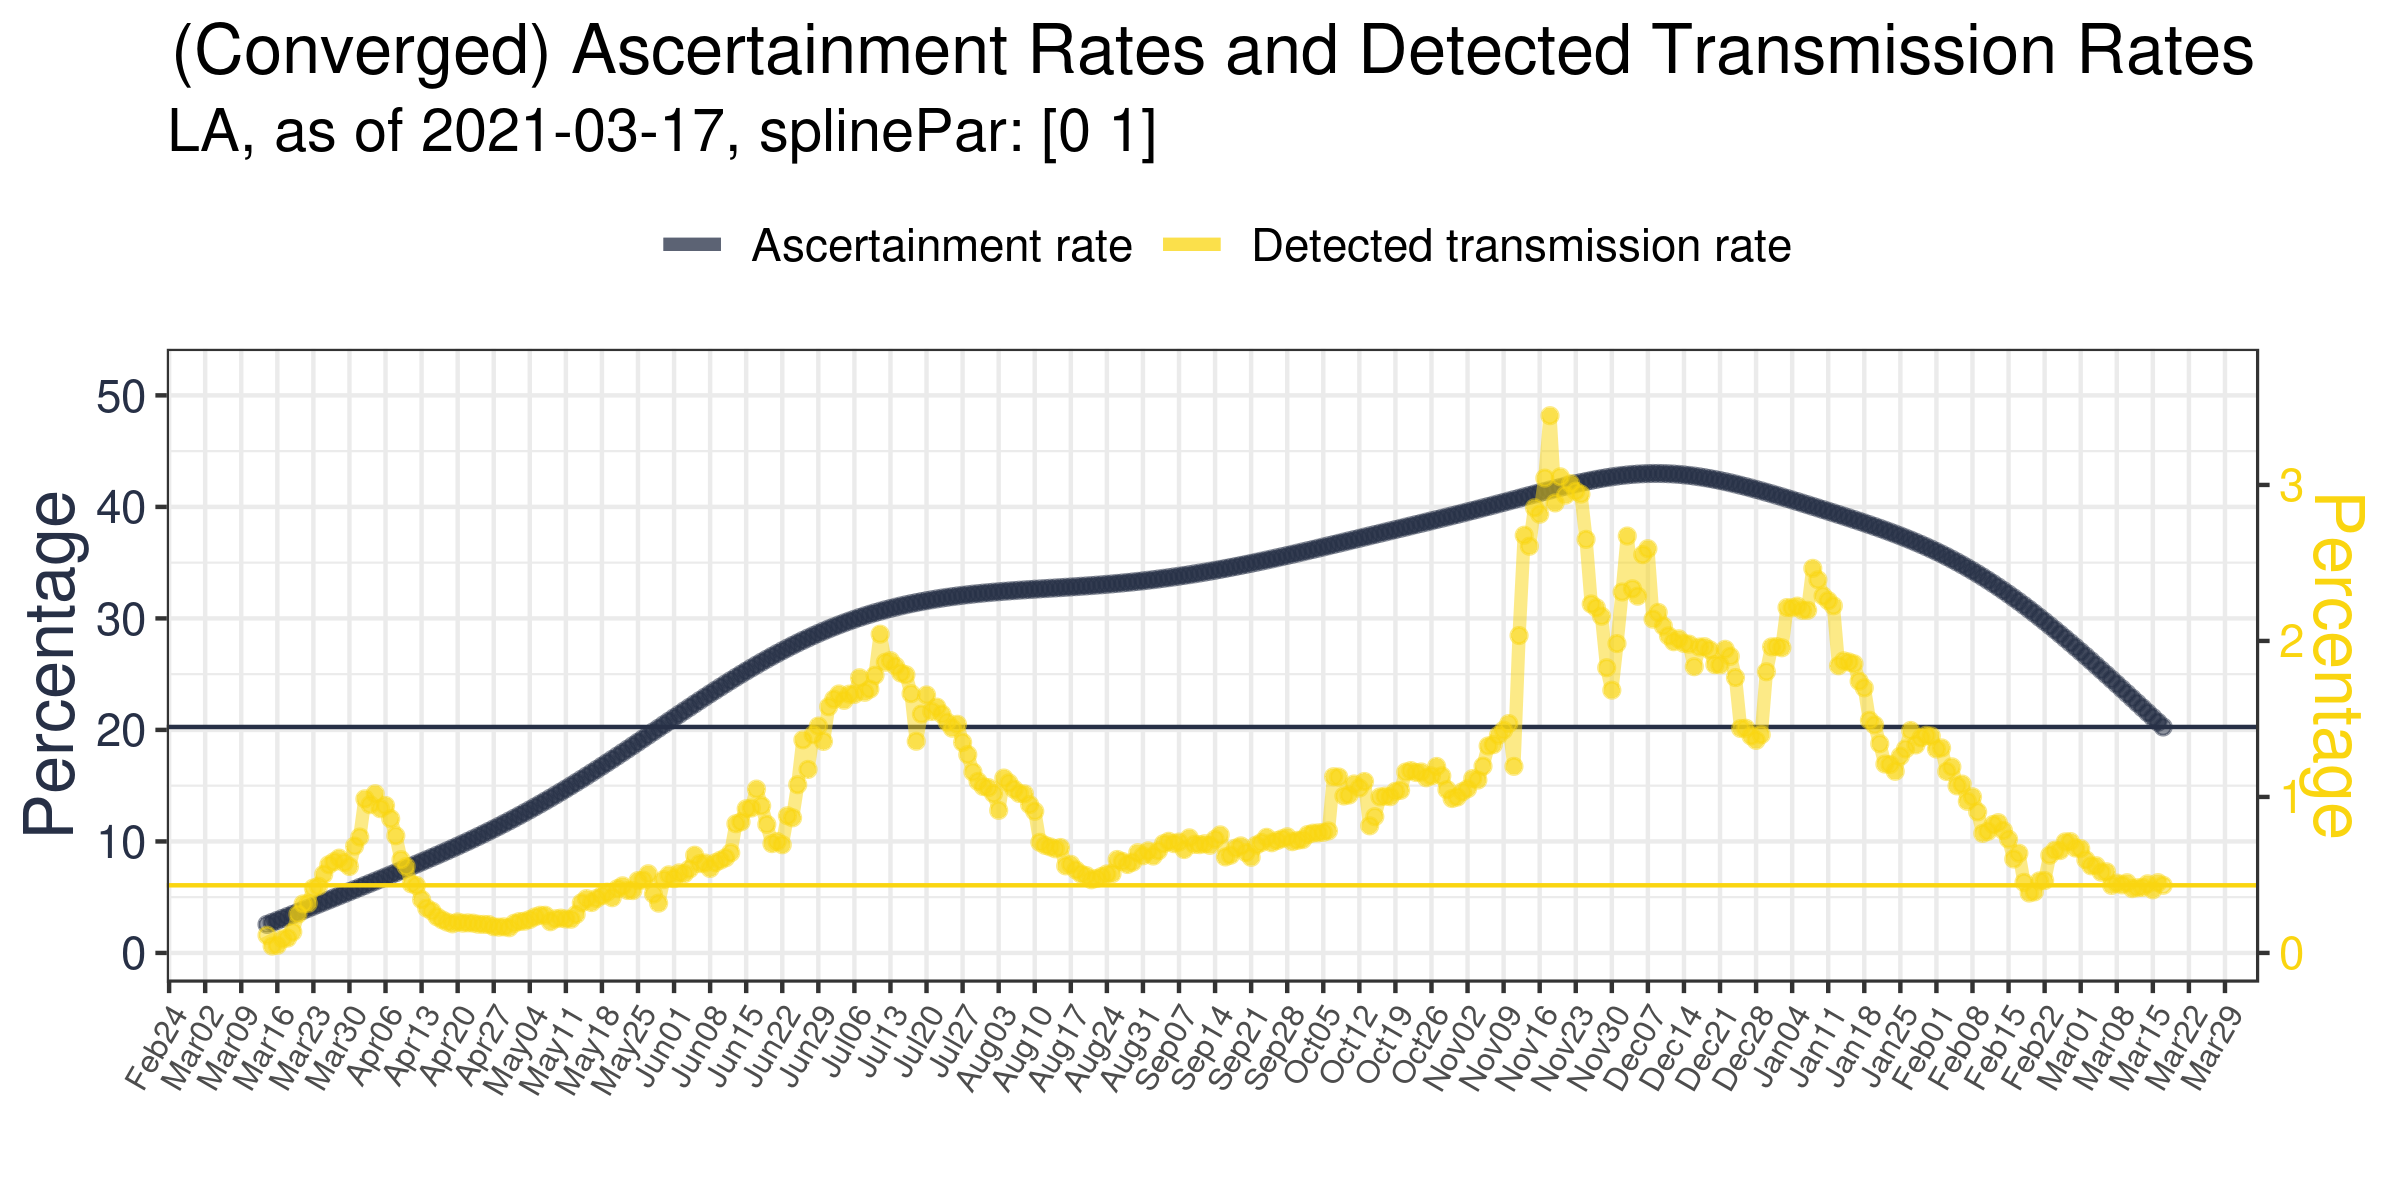 (Converged) Ascertainment Rates and Detected Transmission Rates
LA, as of 2021-03-17, splinePar: [0 1]
Ascertainment rate Detected transmission rate
Percentage
50
40
30
20
10
0
3
2
1
0
Percentage
Feb24 Mar02 Mar09 Mar16 Mar23 Mar30 Apr06 Apr13 Apr20 Apr27 May04 May11 May18 May25 Jun01 Jun08 Jun15 Jun22 Jun29 Jul06 Jul13 Jul20 Jul27 Aug03 Aug10 Aug17 Aug24 Aug31 Sep07 Sep14 Sep21 Sep28 Oct05 Oct12 Oct19 Oct26 Nov02 Nov09 Nov16 Nov23 Nov30 Dec07 Dec14 Dec21 Dec28 Jan04 Jan11 Jan18 Jan25 Feb01 Feb08 Feb15 Feb22 Mar01 Mar08 Mar15 Mar22 Mar29